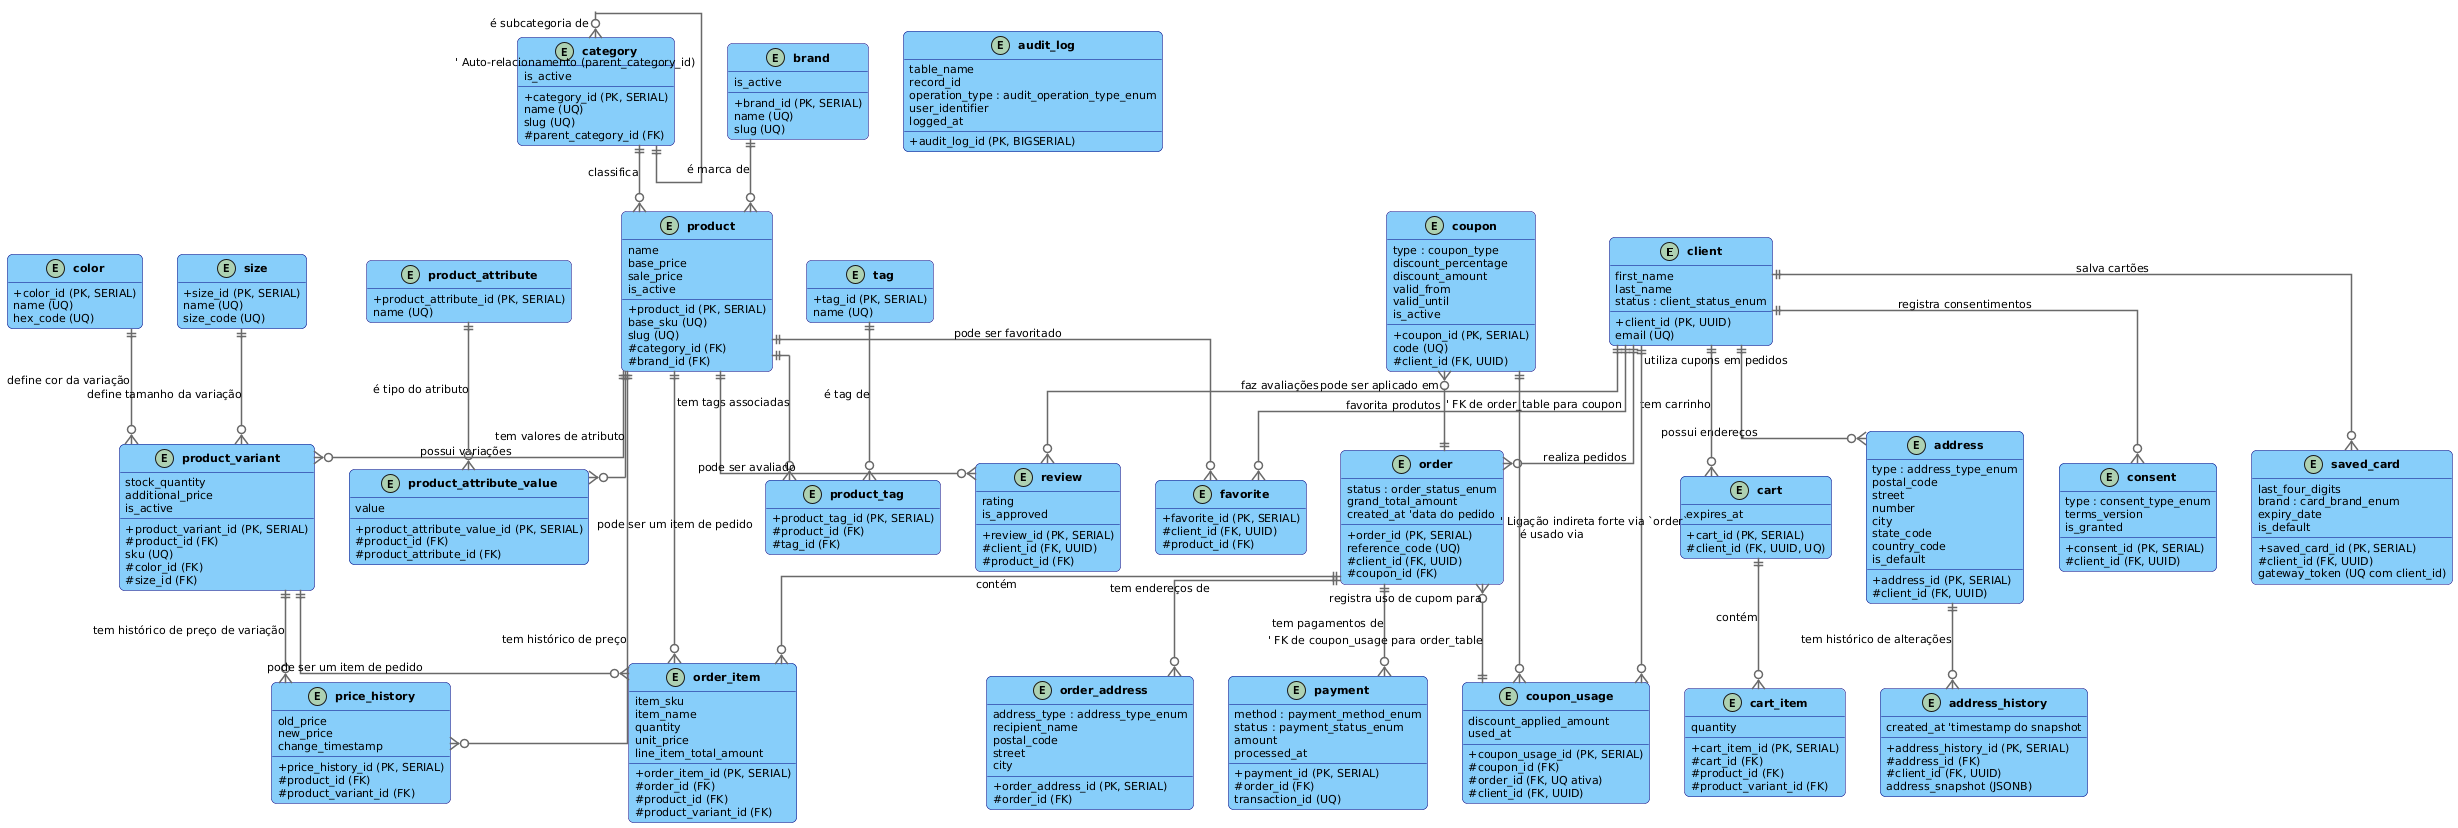 é subcategoria de
E category
' Auto-relacionamento (parent_category_id)
is_active
+category_id (PK, SERIAL)
name (UQ)
slug (UQ)
#parent_category_id (FK)
E brand
is_active
+brand_id (PK, SERIAL)
name (UQ)
slug (UQ)
E audit_log
table_name
record_id
operation_type : audit_operation_type_enum
user_identifier
logged_at
+audit_log_id (PK, BIGSERIAL)
classifica
é marca de
E color
+color_id (PK, SERIAL)
name (UQ)
hex_code (UQ)
E size
+size_id (PK, SERIAL)
name (UQ)
size_code (UQ)
E product_attribute
+product_attribute_id (PK, SERIAL)
name (UQ)
E product
name
base_price
sale_price
is_active
+product_id (PK, SERIAL)
base_sku (UQ)
slug (UQ)
#category_id (FK)
#brand_id (FK)
E tag
+tag_id (PK, SERIAL)
name (UQ)
E coupon
type : coupon_type
discount_percentage
discount_amount
valid_from
valid_until
is_active
+coupon_id (PK, SERIAL)
code (UQ)
#client_id (FK, UUID)
E client
first_name
last_name
status : client_status_enum
+client_id (PK, UUID)
email (UQ)
salva cartões
registra consentimentos
pode ser favoritado
utiliza cupons em pedidos
define cor da variação
define tamanho da variação
é tipo do atributo
tem tags associadas
é tag de
faz avaliações
pode ser aplicado em
favorita produtos
' FK de order_table para coupon
tem carrinho
possui endereços
tem valores de atributo
possui variações
pode ser avaliado
realiza pedidos
E product_variant
stock_quantity
additional_price
is_active
+product_variant_id (PK, SERIAL)
#product_id (FK)
sku (UQ)
#color_id (FK)
#size_id (FK)
E product_attribute_value
value
+product_attribute_value_id (PK, SERIAL)
#product_id (FK)
#product_attribute_id (FK)
pode ser um item de pedido
E product_tag
+product_tag_id (PK, SERIAL)
#product_id (FK)
#tag_id (FK)
E review
rating
is_approved
+review_id (PK, SERIAL)
#client_id (FK, UUID)
#product_id (FK)
E favorite
+favorite_id (PK, SERIAL)
#client_id (FK, UUID)
#product_id (FK)
E order
status : order_status_enum
grand_total_amount
created_at 'data do pedido
+order_id (PK, SERIAL)
reference_code (UQ)
#client_id (FK, UUID)
#coupon_id (FK)
' Ligação indireta forte via `order
é usado via
E cart
expires_at
+cart_id (PK, SERIAL)
#client_id (FK, UUID, UQ)
E address
type : address_type_enum
postal_code
street
number
city
state_code
country_code
is_default
+address_id (PK, SERIAL)
#client_id (FK, UUID)
E consent
type : consent_type_enum
terms_version
is_granted
+consent_id (PK, SERIAL)
#client_id (FK, UUID)
E saved_card
last_four_digits
brand : card_brand_enum
expiry_date
is_default
+saved_card_id (PK, SERIAL)
#client_id (FK, UUID)
gateway_token (UQ com client_id)
contém
tem endereços de
registra uso de cupom para
tem pagamentos de
' FK de coupon_usage para order_table
contém
tem histórico de alterações
tem histórico de preço de variação
tem histórico de preço
pode ser um item de pedido
E price_history
old_price
new_price
change_timestamp
+price_history_id (PK, SERIAL)
#product_id (FK)
#product_variant_id (FK)
E order_item
item_sku
item_name
quantity
unit_price
line_item_total_amount
+order_item_id (PK, SERIAL)
#order_id (FK)
#product_id (FK)
#product_variant_id (FK)
E order_address
address_type : address_type_enum
recipient_name
postal_code
street
city
+order_address_id (PK, SERIAL)
#order_id (FK)
E payment
method : payment_method_enum
status : payment_status_enum
amount
processed_at
+payment_id (PK, SERIAL)
#order_id (FK)
transaction_id (UQ)
E coupon_usage
discount_applied_amount
used_at
+coupon_usage_id (PK, SERIAL)
#coupon_id (FK)
#order_id (FK, UQ ativa)
#client_id (FK, UUID)
E cart_item
quantity
+cart_item_id (PK, SERIAL)
#cart_id (FK)
#product_id (FK)
#product_variant_id (FK)
E address_history
created_at 'timestamp do snapshot
+address_history_id (PK, SERIAL)
#address_id (FK)
#client_id (FK, UUID)
address_snapshot (JSONB)